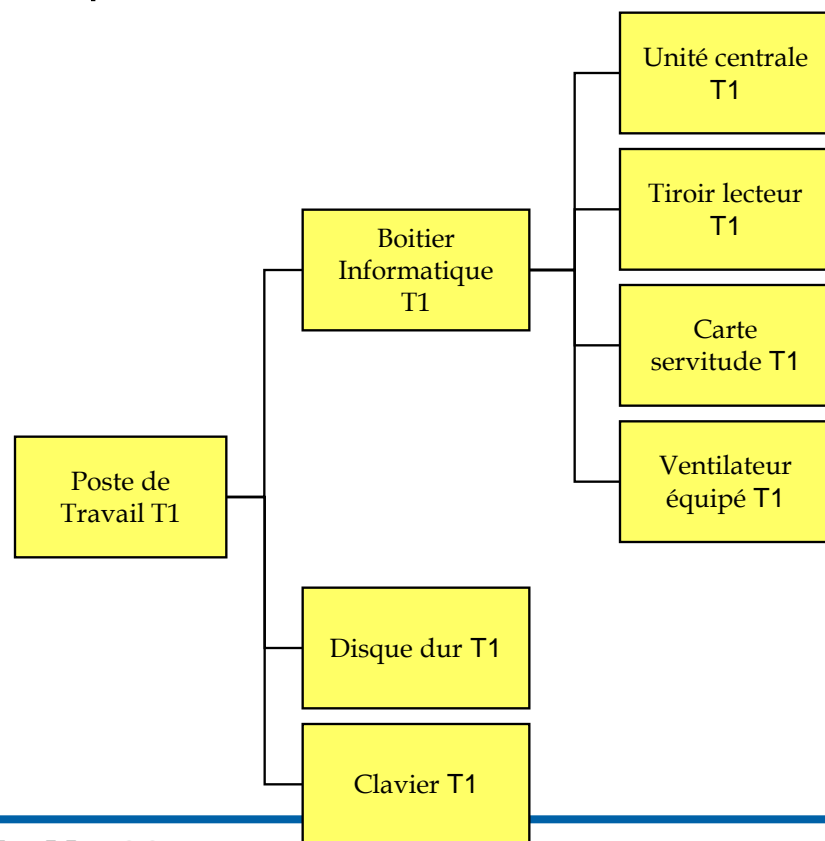 Unité centrale
T1
Tiroir lecteur
T1
Boitier
Informatique
T1
Carte
servitude T1
Ventilateur
équipé T1
Poste de
Travail T1
Disque dur T1
Clavier T1